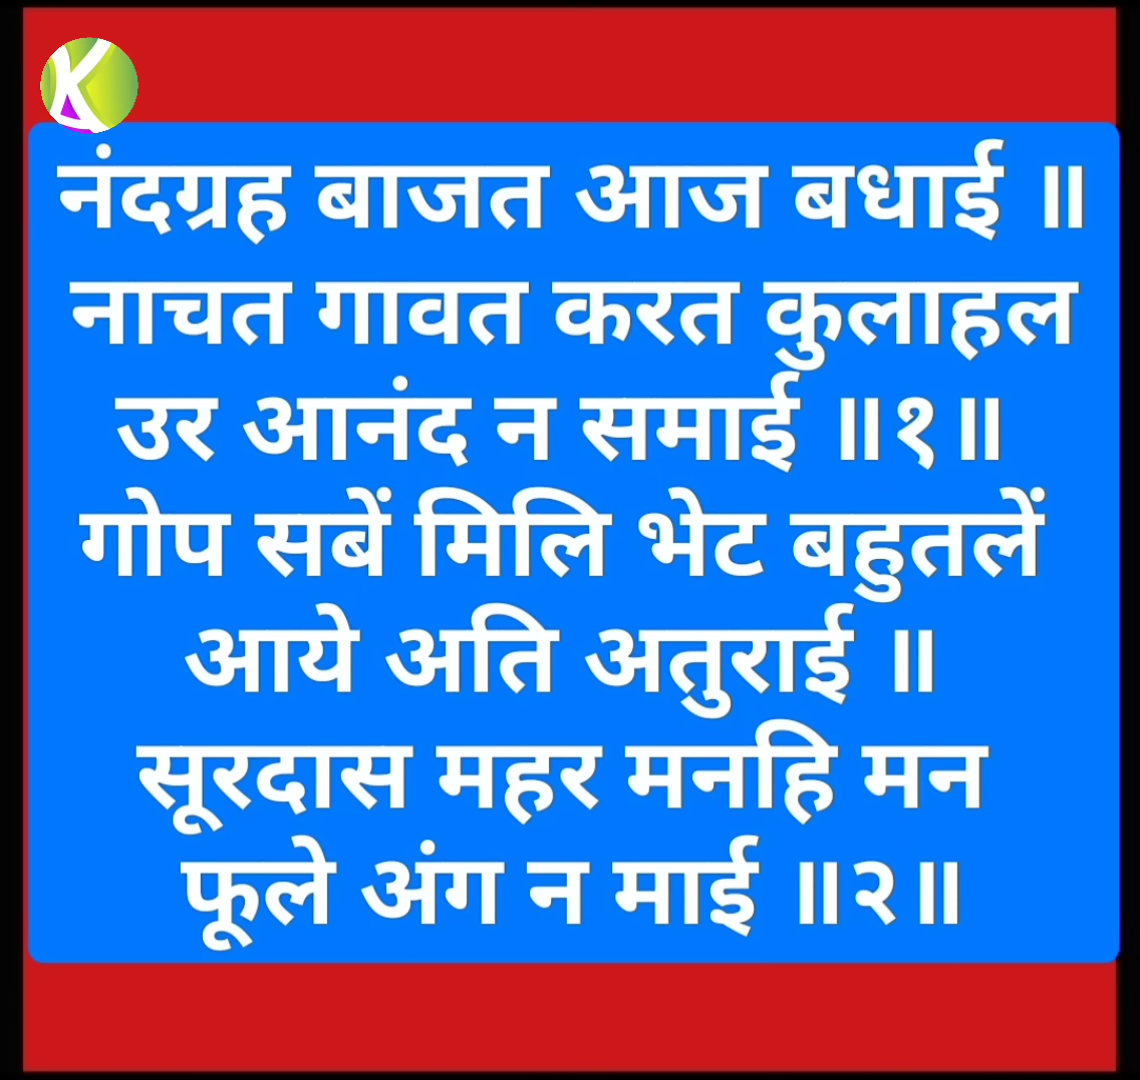 K
नंदग्रह बाजत आज बधाई ॥
नाचत गावत करत कुलाहल
उर आनंद न समाई ॥१॥
गोप सबें मिलि भेट बहुतलें
आये अति अतुराई ॥
सूरदास महर मनहि मन
फूले अंग न माई ॥२॥